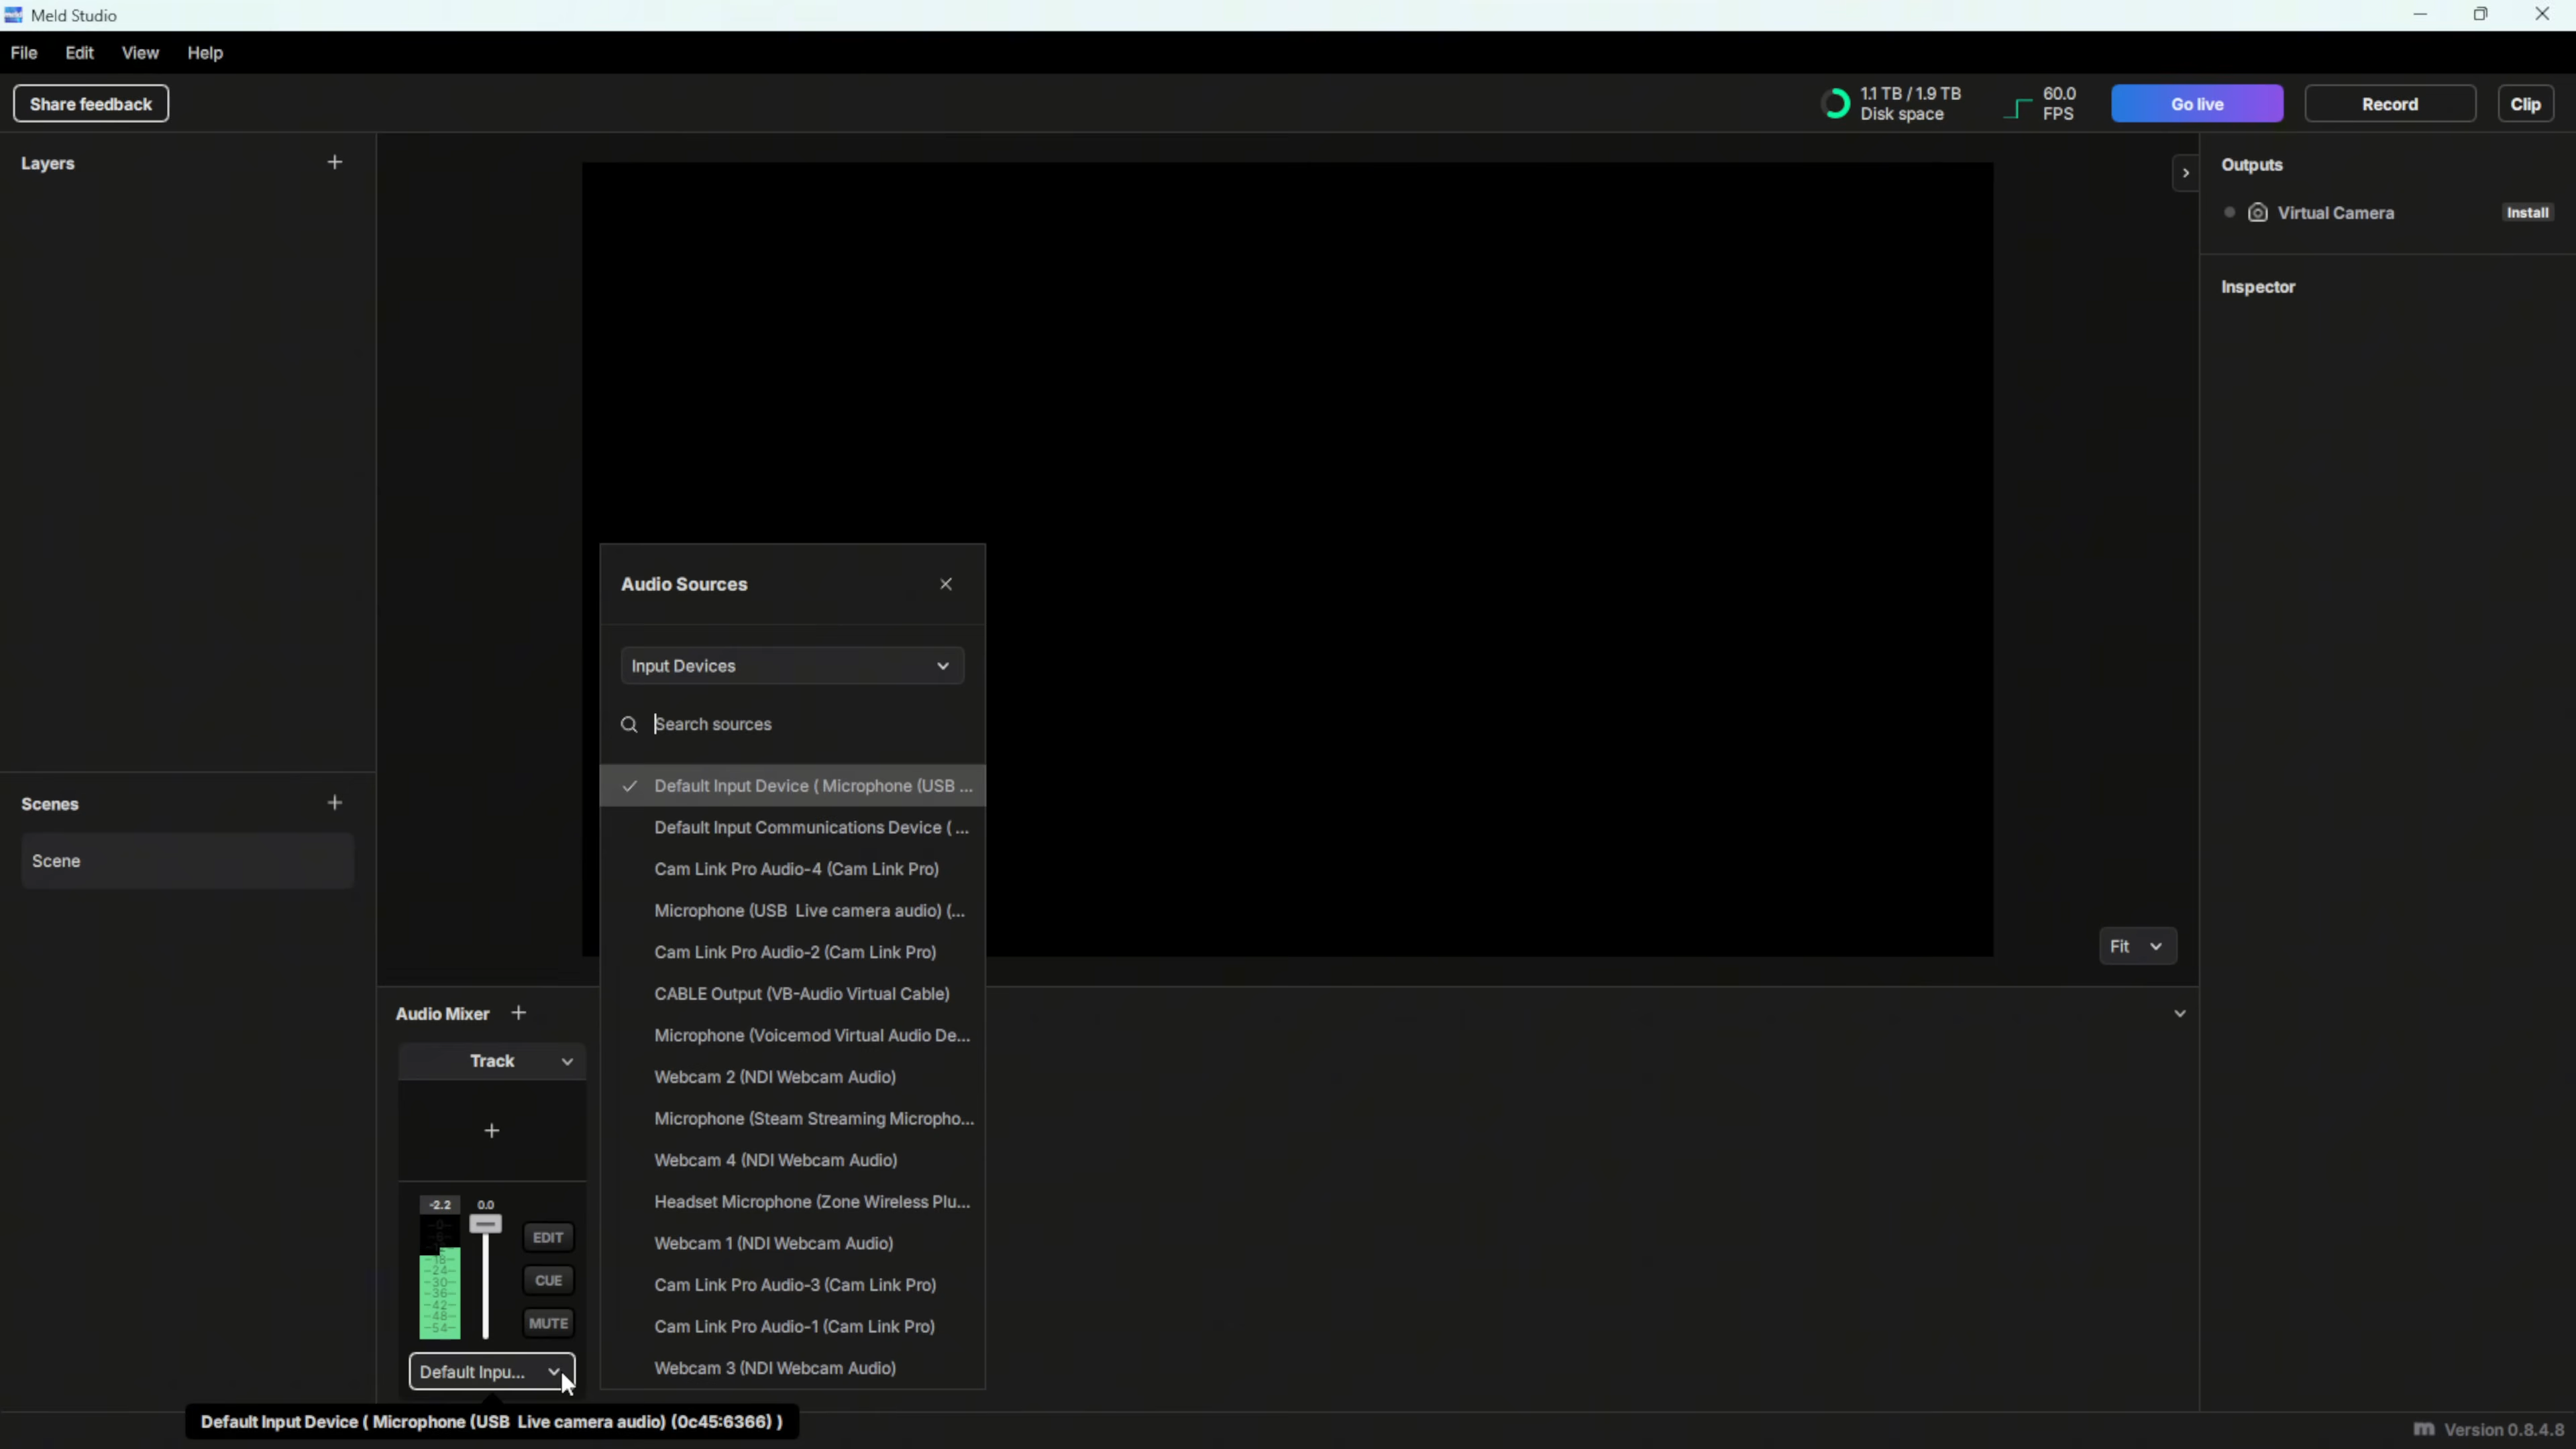 Meld Studio
File Edit View Help
Share feedback
1.1 TB / 1.9 TB
Disk space
60.0
FPS
Go live
Record
Clip
Layers
Outputs
Virtual Camera
Install
Inspector
Audio Sources
Input Devices
Search sources
Default Input Device ( Microphone (USB ...
Default Input Communications Device ( ...
Cam Link Pro Audio-4 (Cam Link Pro)
Microphone (USB Live camera audio) (...
Cam Link Pro Audio-2 (Cam Link Pro)
CABLE Output (VB-Audio Virtual Cable)
Microphone (Voicemod Virtual Audio De...
Webcam 2 (NDI Webcam Audio)
Microphone (Steam Streaming Micropho...
Webcam 4 (NDI Webcam Audio)
Headset Microphone (Zone Wireless Plu...
Webcam 1 (NDI Webcam Audio)
Cam Link Pro Audio-3 (Cam Link Pro)
Cam Link Pro Audio-1 (Cam Link Pro)
Webcam 3 (NDI Webcam Audio)
Scenes
Scene
Fit
Audio Mixer
Track
-2.2 0.0
-18-
-24-
-30-
-36-
-42-
-48-
-54-
EDIT
CUE
MUTE
Default Inpu...
Default Input Device ( Microphone (USB Live camera audio) (0c45:6366) )
Version 0.8.4.8